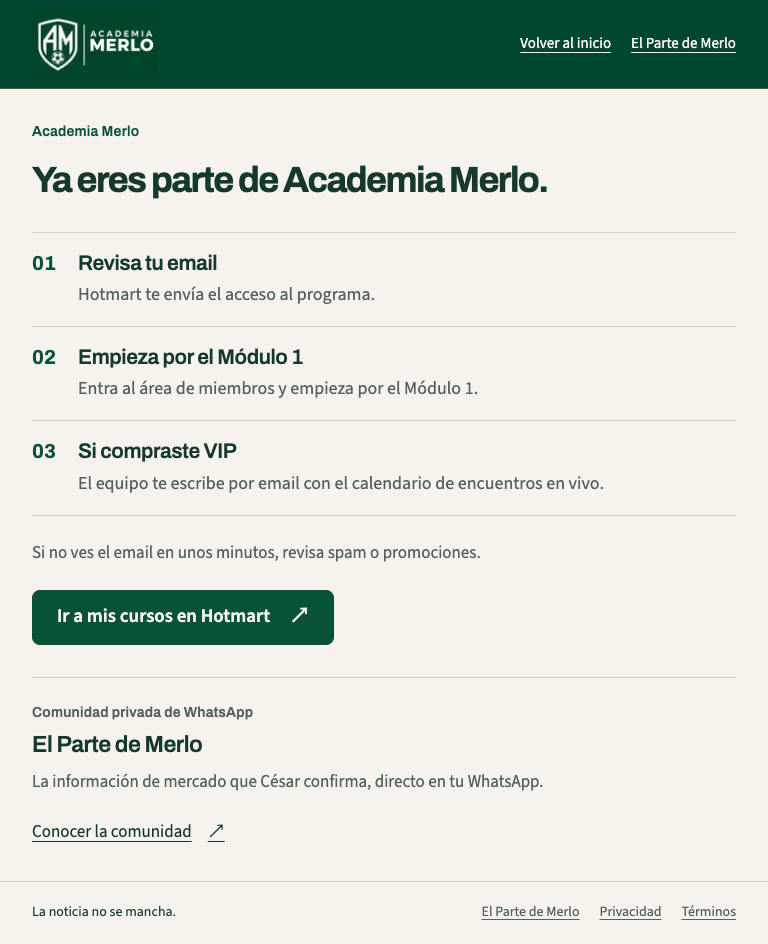 AM ACADEMIA
MERLO
Volver al inicio El Parte de Merlo
Academia Merlo
Ya eres parte de Academia Merlo.
01 Revisa tu email
Hotmart te envía el acceso al programa.
02 Empieza por el Módulo 1
Entra al área de miembros y empieza por el Módulo 1.
03 Si compraste VIP
El equipo te escribe por email con el calendario de encuentros en vivo.
Si no ves el email en unos minutos, revisa spam o promociones.
Ir a mis cursos en Hotmart ↗
Comunidad privada de WhatsApp
El Parte de Merlo
La información de mercado que César confirma, directo en tu WhatsApp.
Conocer la comunidad ↗
La noticia no se mancha. El Parte de Merlo Privacidad Términos